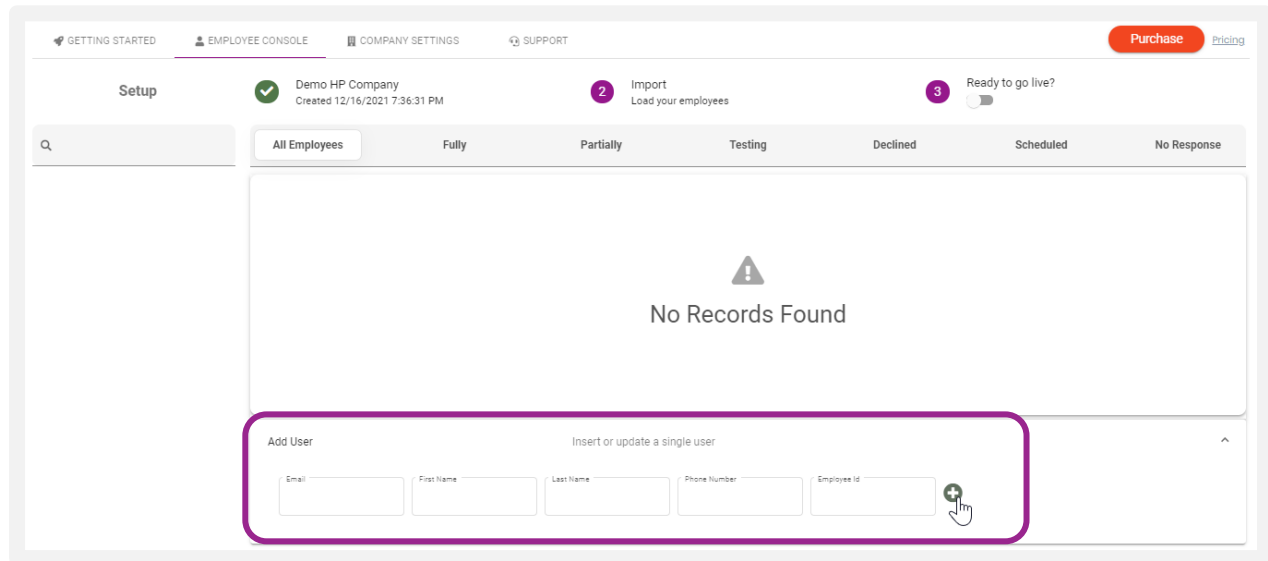 GETTING STARTED EMPLOYEE CONSOLE COMPANY SETTINGS SUPPORT Purchase Pricing
Setup Demo HP Company 2 Import 3 Ready to go live?
Created 12/16/2021 7:36:31 PM Load your employees
All Employees Fully Partially Testing Declined Scheduled No Response
No Records Found
Add User Insert or update a single user
Email First Name Last Name Phone Number Employee Id